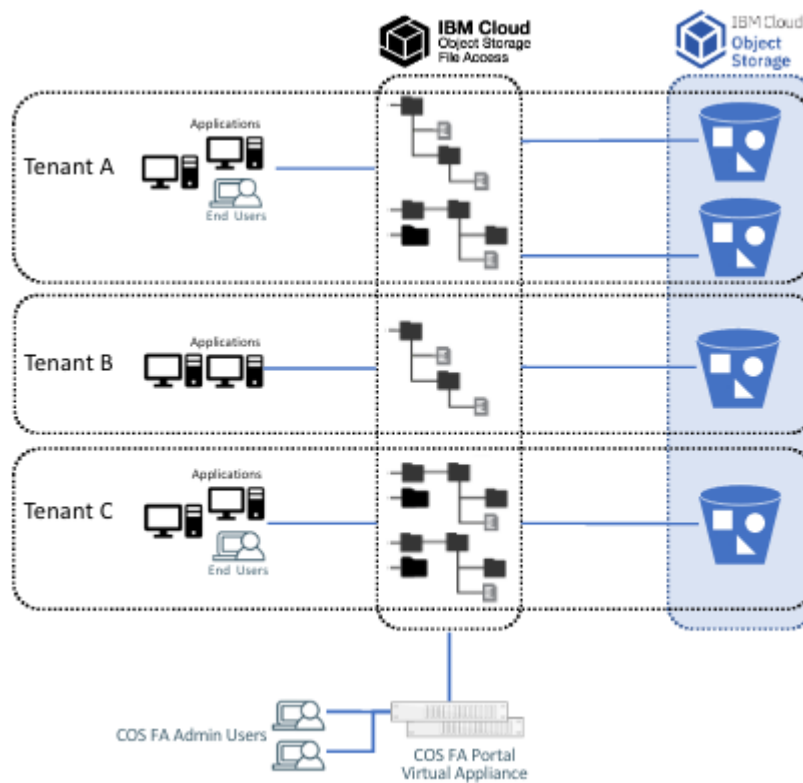 IBM Cloud
Object Storage
File Access
IBM Cloud
Object
Storage
Tenant A
Applications
End Users
Tenant B
Applications
Tenant C
Applications
End Users
COS FA Admin Users
COS FA Portal
Virtual Appliance